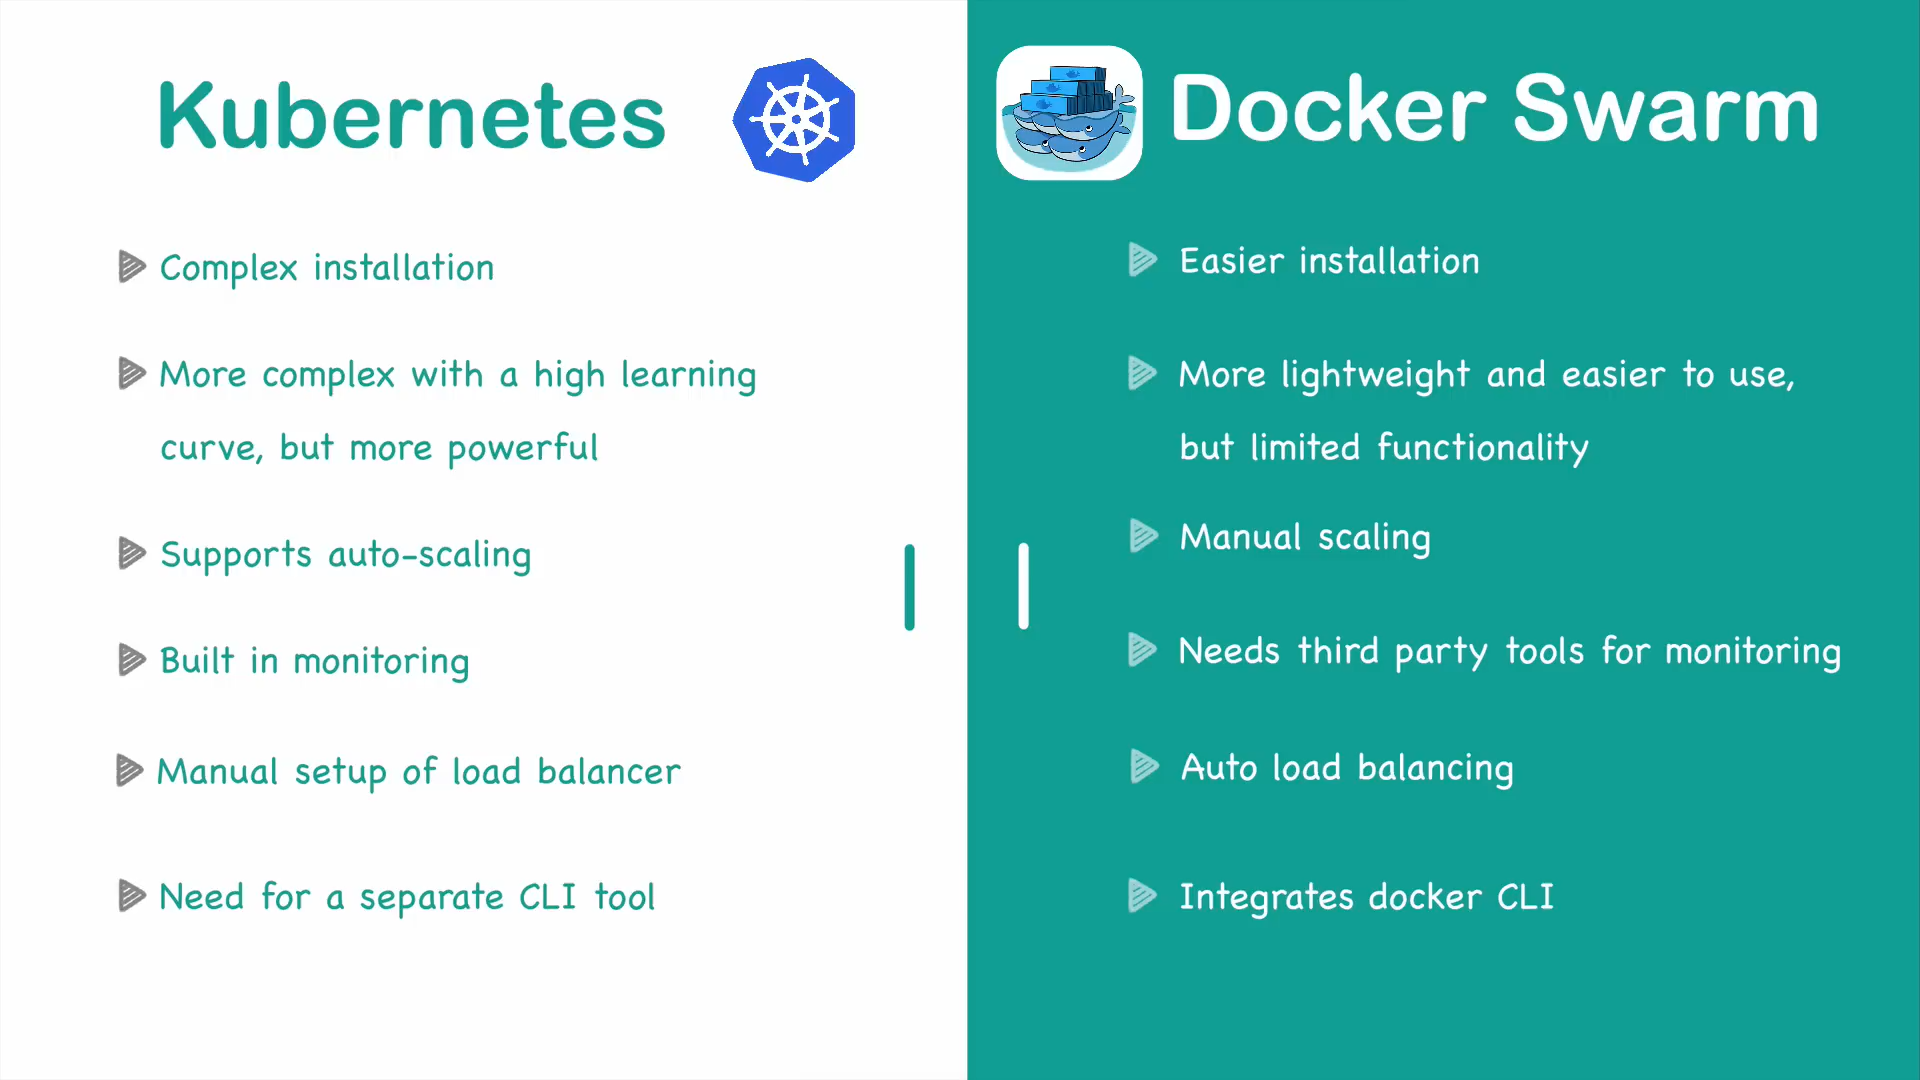 Kubernetes
Complex installation
More complex with a high learning
curve, but more powerful
Supports auto-scaling
Built in monitoring
Manual setup of load balancer
Need for a separate CLI tool
Docker Swarm
Easier installation
More lightweight and easier to use,
but limited functionality
Manual scaling
Needs third party tools for monitoring
Auto load balancing
Integrates docker CLI